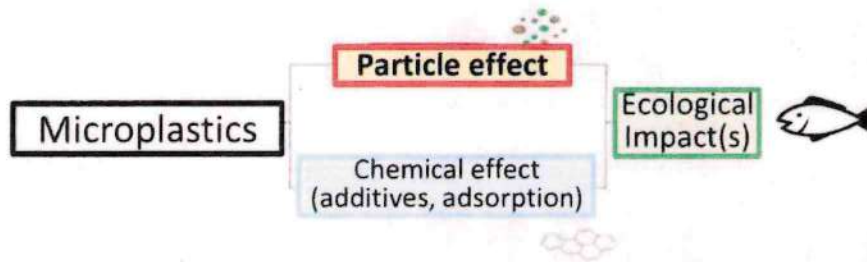 Particle effect
Microplastics
Ecological
Impact(s)
Chemical effect
(additives, adsorption)